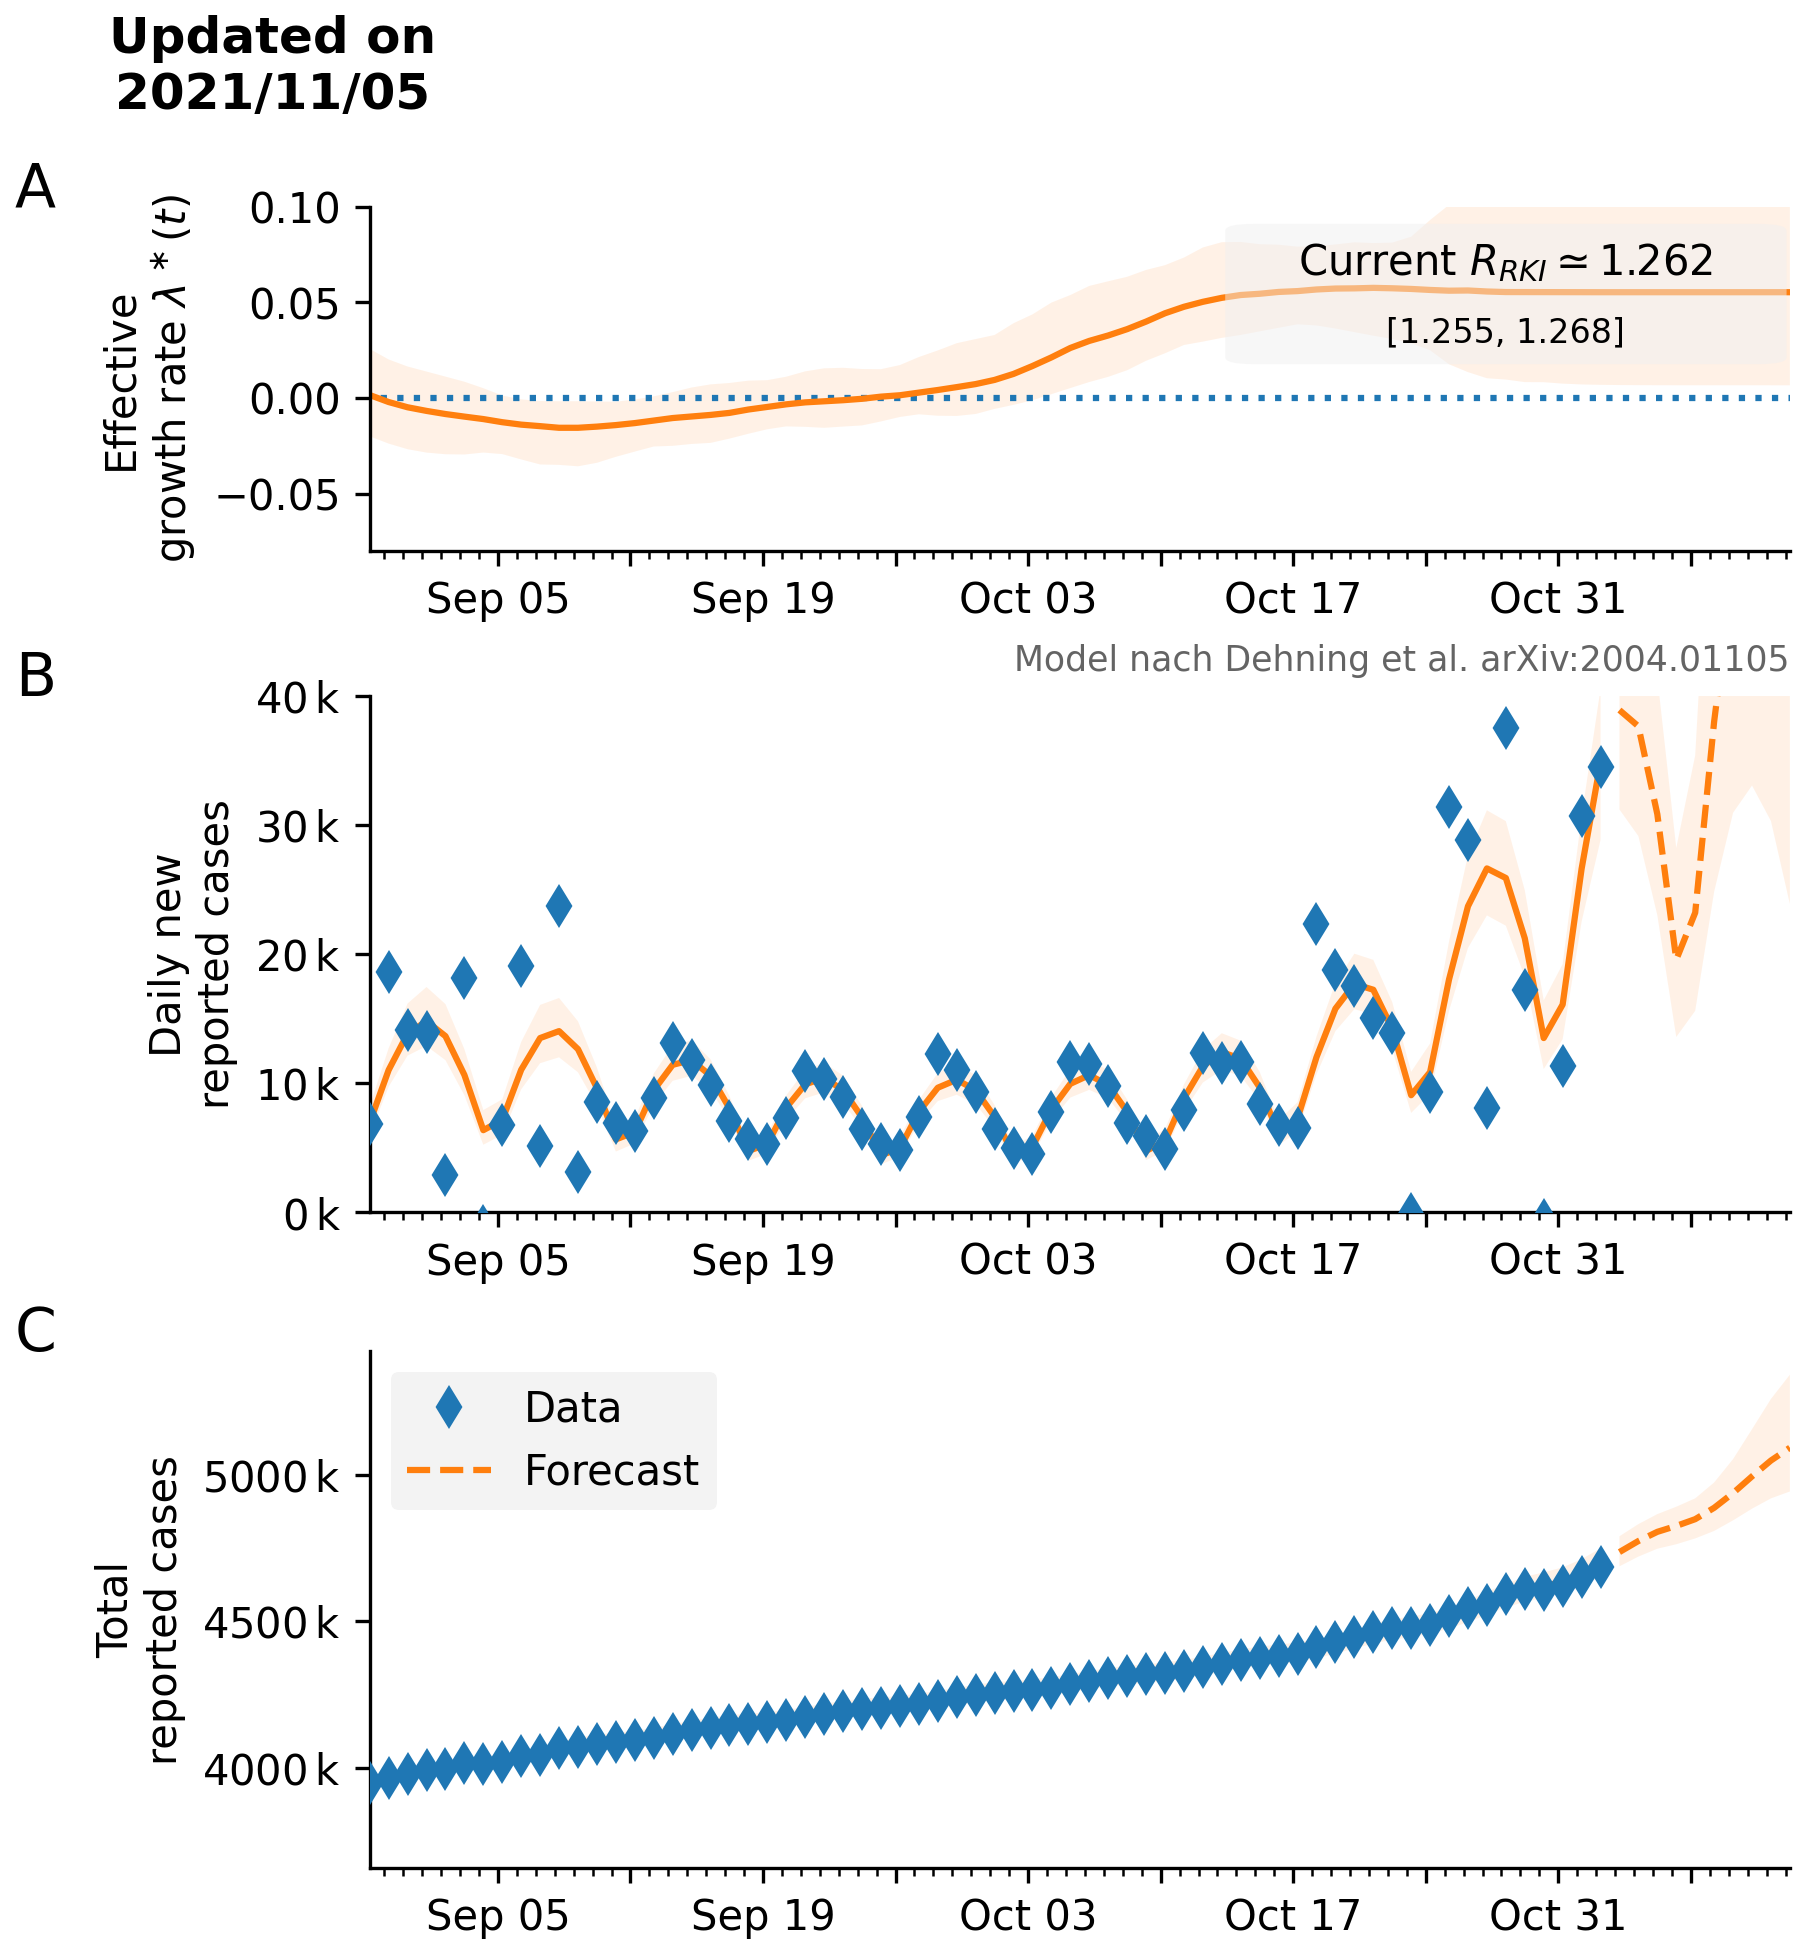 Updated on
2021/11/05
A
Effective
growth rate λ * (t)
0.10
0.05
0.00
−0.05
Current R_RKI ≃ 1.262
[1.255, 1.268]
Sep 05 Sep 19 Oct 03 Oct 17 Oct 31
Model nach Dehning et al. arXiv:2004.01105
B
Daily new
reported cases
40 k
30 k
20 k
10 k
0 k
Sep 05 Sep 19 Oct 03 Oct 17 Oct 31
C
Total
reported cases
5000 k
4500 k
4000 k
Data
Forecast
Sep 05 Sep 19 Oct 03 Oct 17 Oct 31